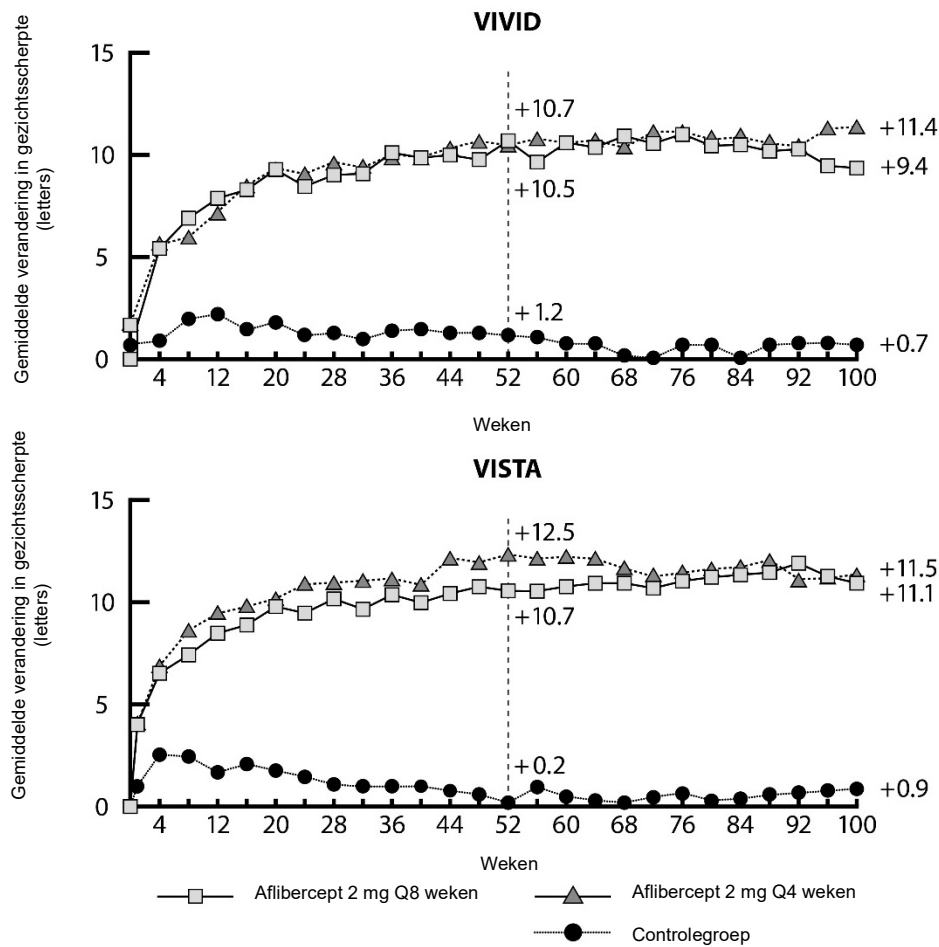 VIVID
Gemiddelde verandering in gezichtsscherpte
(letters)
15
10
5
0
+10.7
+10.5
+1.2
+11.4
+9.4
+0.7
4 12 20 28 36 44 52 60 68 76 84 92 100
Weken
VISTA
Gemiddelde verandering in gezichtsscherpte
(letters)
15
10
5
0
+12.5
+10.7
+0.2
+11.5
+11.1
+0.9
4 12 20 28 36 44 52 60 68 76 84 92 100
Weken
Aflibercept 2 mg Q8 weken
Aflibercept 2 mg Q4 weken
Controlegroep